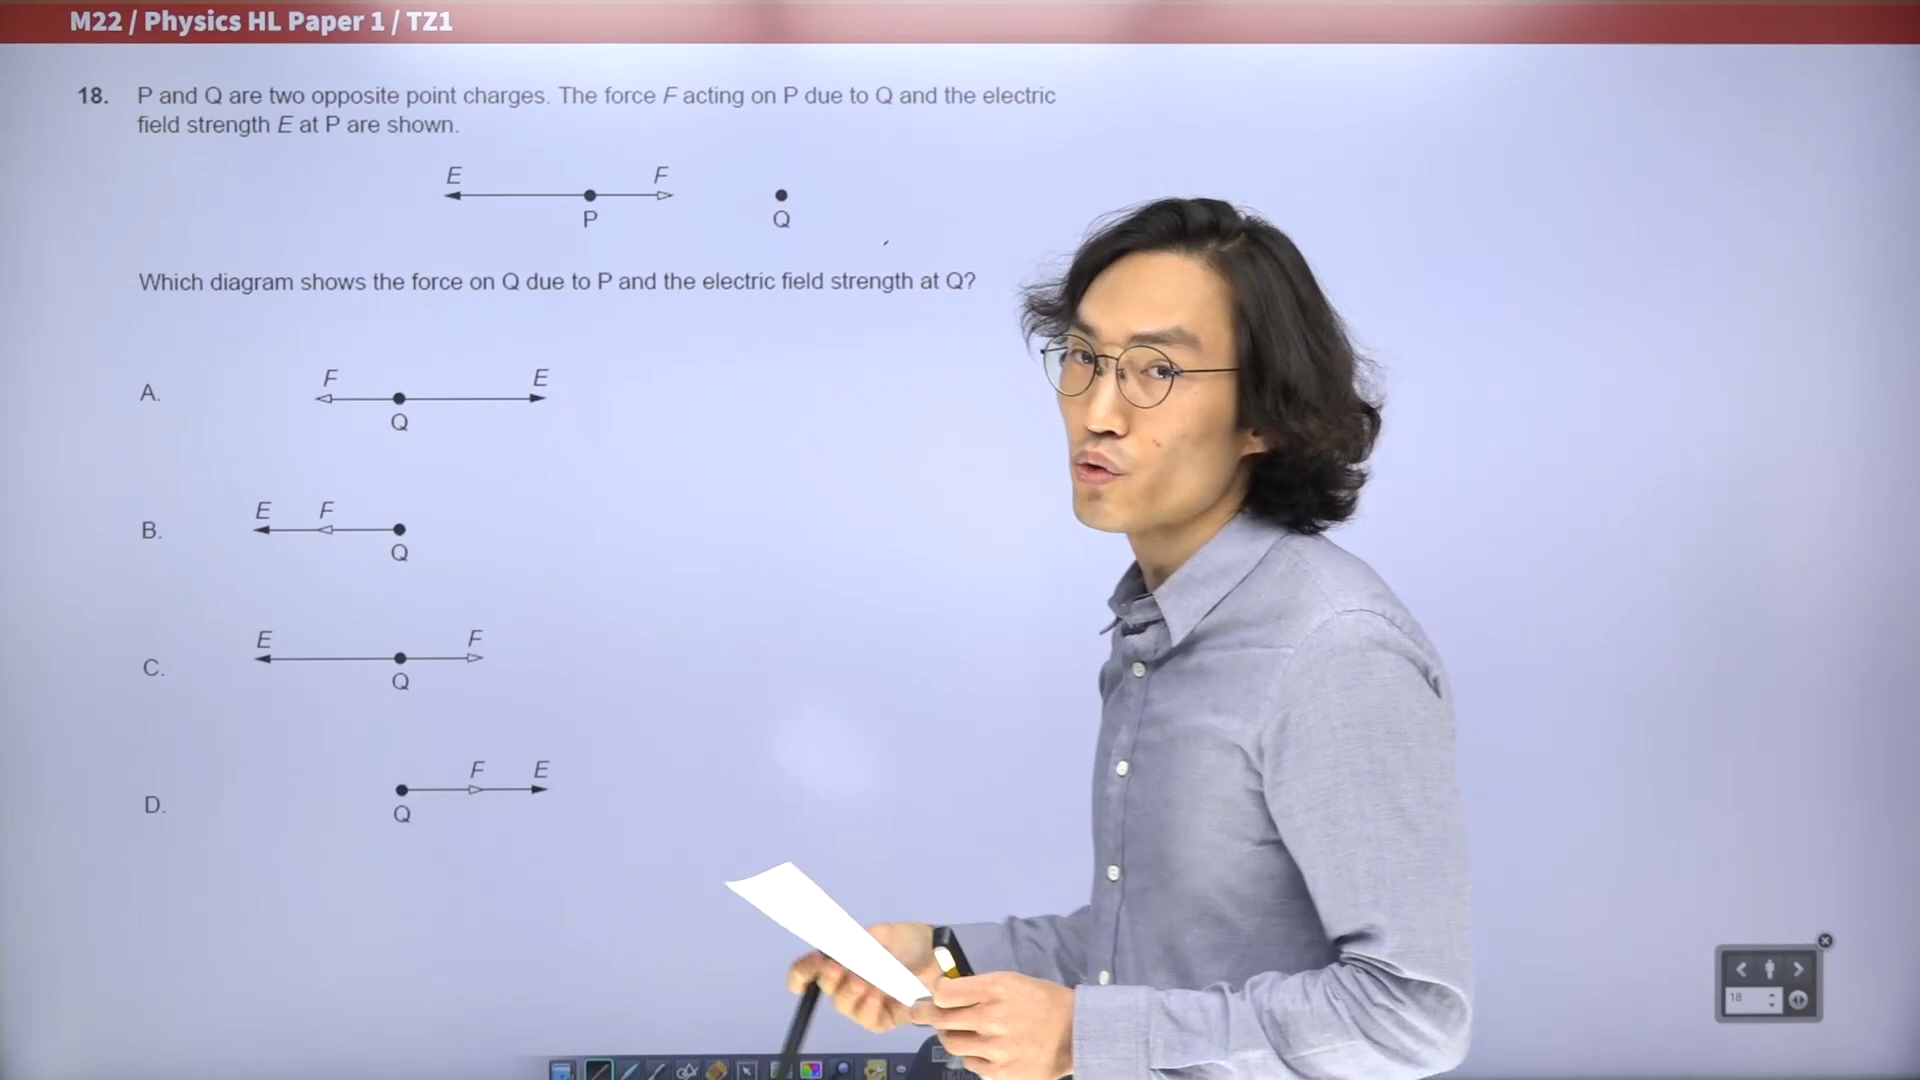 M22 / Physics HL Paper 1 / TZ1
18. P and Q are two opposite point charges. The force F acting on P due to Q and the electric
field strength E at P are shown.
E F
P Q
Which diagram shows the force on Q due to P and the electric field strength at Q?
F E
A.
Q
E F
B.
Q
E F
C.
Q
F E
D.
Q
18